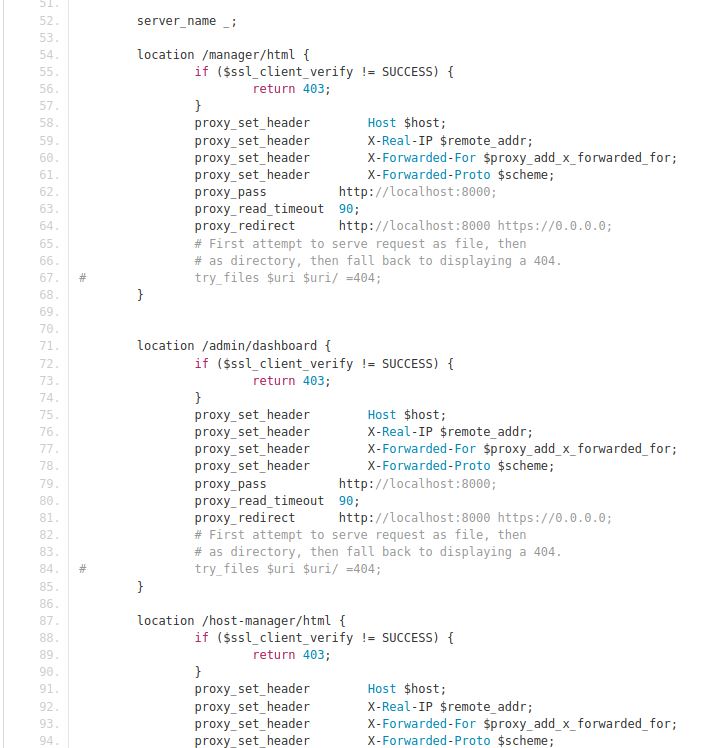 51.
52. server_name _;
53.
54. location /manager/html {
55. if ($ssl_client_verify != SUCCESS) {
56. return 403;
57. }
58. proxy_set_header Host $host;
59. proxy_set_header X-Real-IP $remote_addr;
60. proxy_set_header X-Forwarded-For $proxy_add_x_forwarded_for;
61. proxy_set_header X-Forwarded-Proto $scheme;
62. proxy_pass http://localhost:8000;
63. proxy_read_timeout 90;
64. proxy_redirect http://localhost:8000 https://0.0.0.0;
65. # First attempt to serve request as file, then
66. # as directory, then fall back to displaying a 404.
67. # try_files $uri $uri/ =404;
68. }
69.
70.
71. location /admin/dashboard {
72. if ($ssl_client_verify != SUCCESS) {
73. return 403;
74. }
75. proxy_set_header Host $host;
76. proxy_set_header X-Real-IP $remote_addr;
77. proxy_set_header X-Forwarded-For $proxy_add_x_forwarded_for;
78. proxy_set_header X-Forwarded-Proto $scheme;
79. proxy_pass http://localhost:8000;
80. proxy_read_timeout 90;
81. proxy_redirect http://localhost:8000 https://0.0.0.0;
82. # First attempt to serve request as file, then
83. # as directory, then fall back to displaying a 404.
84. # try_files $uri $uri/ =404;
85. }
86.
87. location /host-manager/html {
88. if ($ssl_client_verify != SUCCESS) {
89. return 403;
90. }
91. proxy_set_header Host $host;
92. proxy_set_header X-Real-IP $remote_addr;
93. proxy_set_header X-Forwarded-For $proxy_add_x_forwarded_for;
94. proxy_set_header X-Forwarded-Proto $scheme;